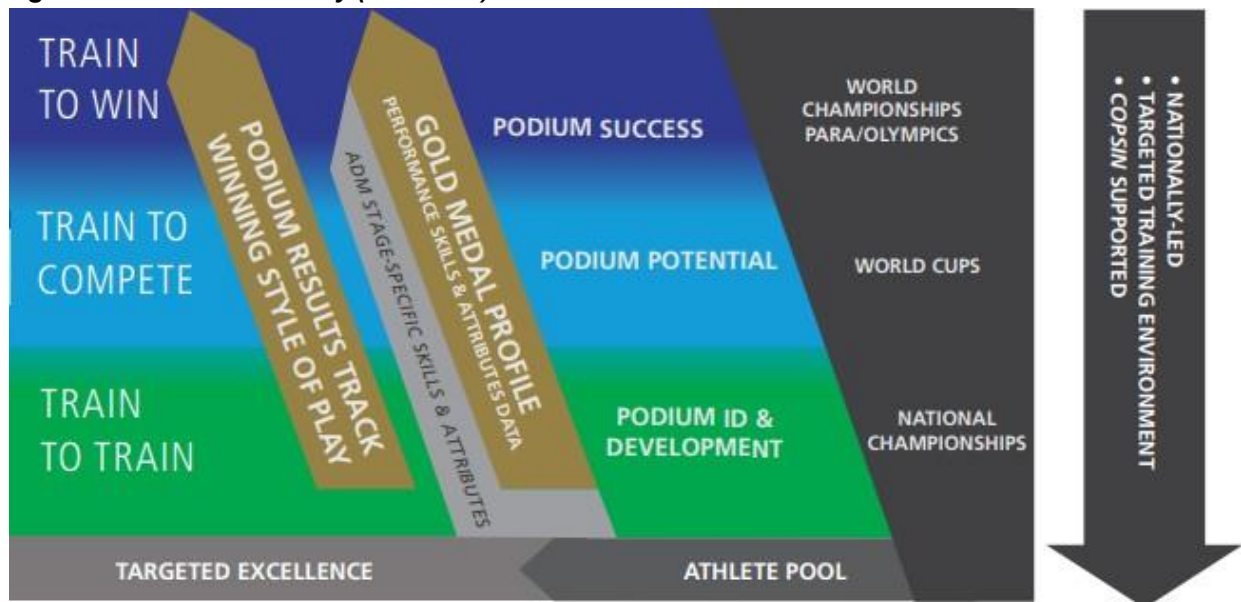 TRAIN
TO WIN
PODIUM RESULTS TRACK
WINNING STYLE OF PLAY
GOLD MEDAL PROFILE
PERFORMANCE SKILLS & ATTRIBUTES DATA
ADM STAGE-SPECIFIC SKILLS & ATTRIBUTES
PODIUM SUCCESS
WORLD
CHAMPIONSHIPS
PARA/OLYMPICS
TRAIN TO
COMPETE
PODIUM POTENTIAL
WORLD CUPS
TRAIN
TO TRAIN
PODIUM ID &
DEVELOPMENT
NATIONAL
CHAMPIONSHIPS
TARGETED EXCELLENCE
ATHLETE POOL
• NATIONALLY-LED
• TARGETED TRAINING ENVIRONMENT
• COPSIN SUPPORTED